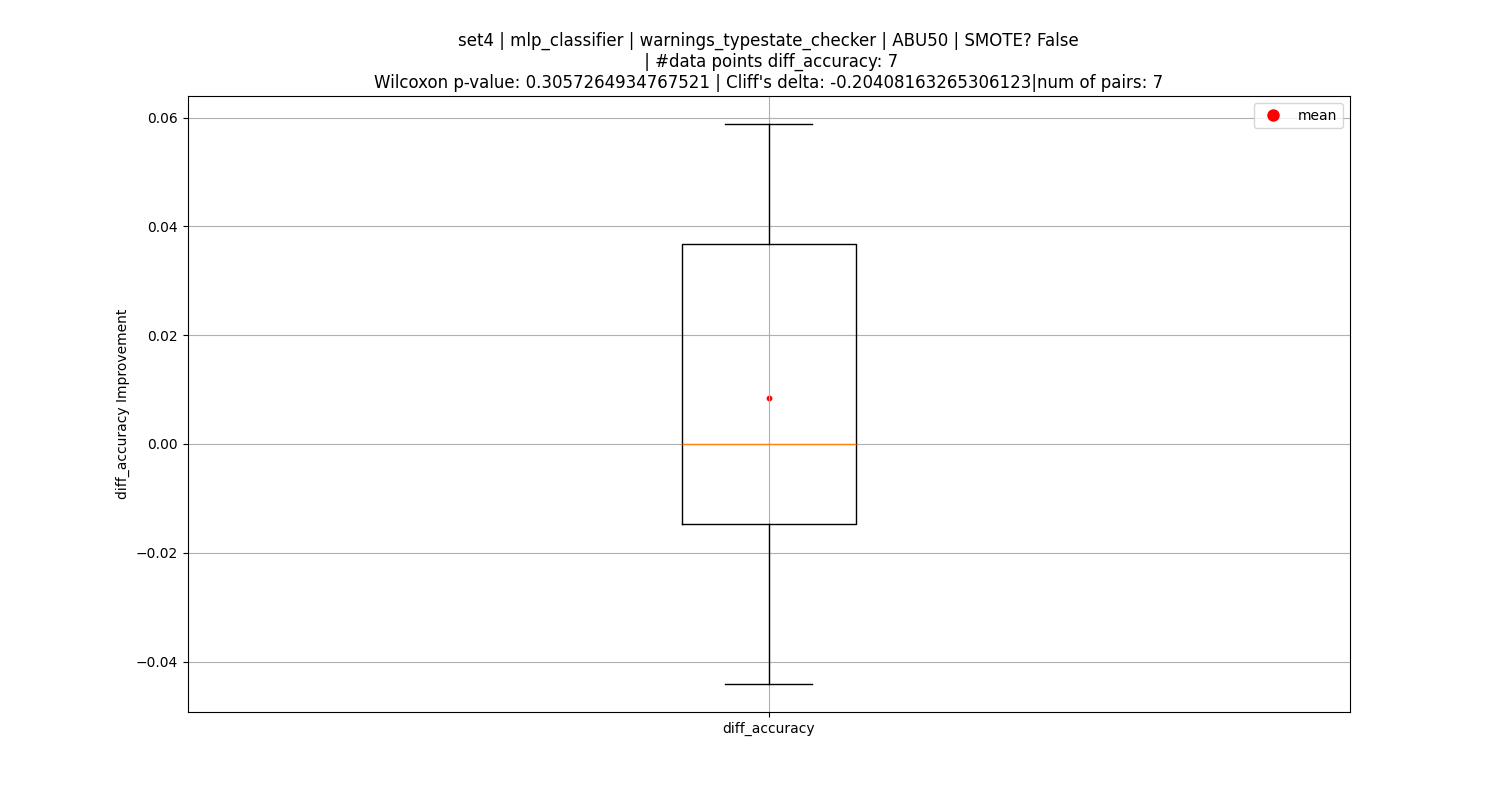 set4 | mlp_classifier | warnings_typestate_checker | ABU50 | SMOTE? False
| #data points diff_accuracy: 7
Wilcoxon p-value: 0.3057264934767521 | Cliff's delta: -0.20408163265306123|num of pairs: 7
mean
0.06
0.04
0.02
0.00
−0.02
−0.04
diff_accuracy Improvement
diff_accuracy